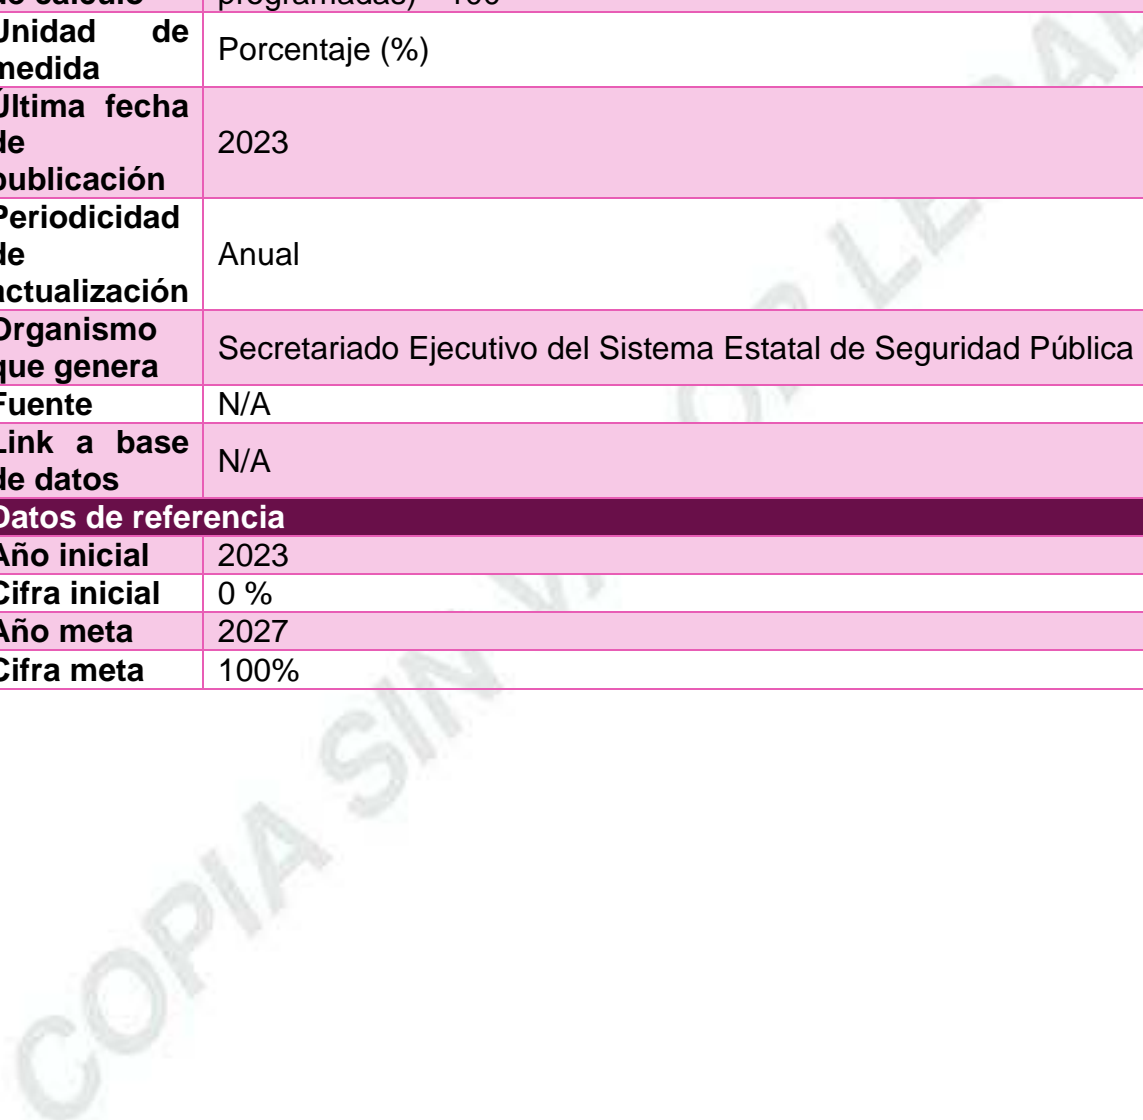 de cálculo programadas) * 100
Unidad de
medida
Porcentaje (%)
Última fecha
de
publicación
2023
Periodicidad
de
actualización
Anual
Organismo
que genera
Secretariado Ejecutivo del Sistema Estatal de Seguridad Pública
Fuente N/A
Link a base
de datos
N/A
Datos de referencia
Año inicial 2023
Cifra inicial 0 %
Año meta 2027
Cifra meta 100%
COPIA SIN VALOR LEGAL